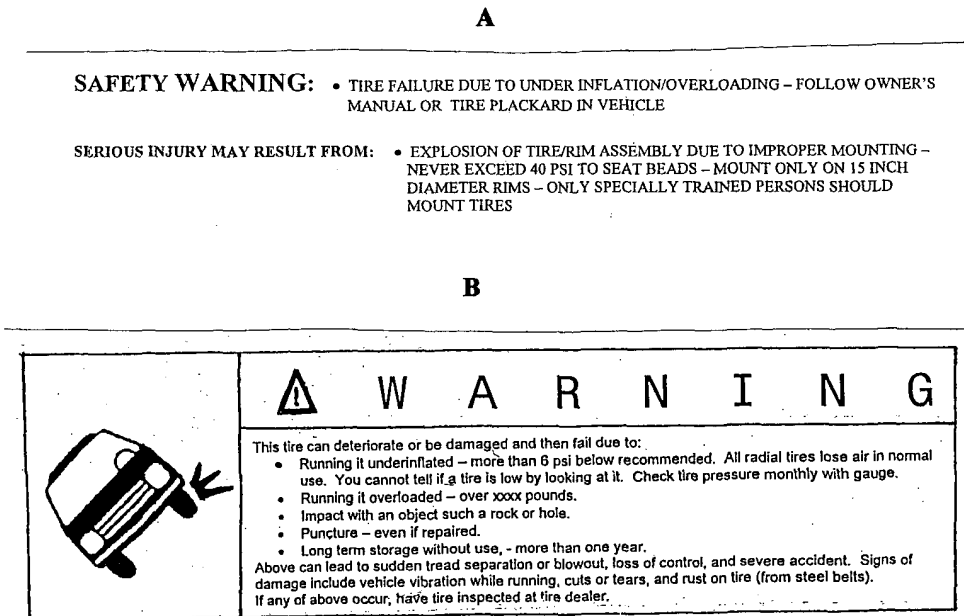 A
SAFETY WARNING: • TIRE FAILURE DUE TO UNDER INFLATION/OVERLOADING – FOLLOW OWNER'S
MANUAL OR TIRE PLACKARD IN VEHICLE
SERIOUS INJURY MAY RESULT FROM: • EXPLOSION OF TIRE/RIM ASSEMBLY DUE TO IMPROPER MOUNTING –
NEVER EXCEED 40 PSI TO SEAT BEADS – MOUNT ONLY ON 15 INCH
DIAMETER RIMS – ONLY SPECIALLY TRAINED PERSONS SHOULD
MOUNT TIRES
B
⚠ WARNING
This tire can deteriorate or be damaged and then fail due to:
• Running it underinflated – more than 6 psi below recommended. All radial tires lose air in normal
use. You cannot tell if a tire is low by looking at it. Check tire pressure monthly with gauge.
• Running it overloaded – over xxxx pounds.
• Impact with an object such a rock or hole.
• Puncture – even if repaired.
• Long term storage without use, - more than one year.
Above can lead to sudden tread separation or blowout, loss of control, and severe accident. Signs of
damage include vehicle vibration while running, cuts or tears, and rust on tire (from steel belts).
If any of above occur, have tire inspected at tire dealer.